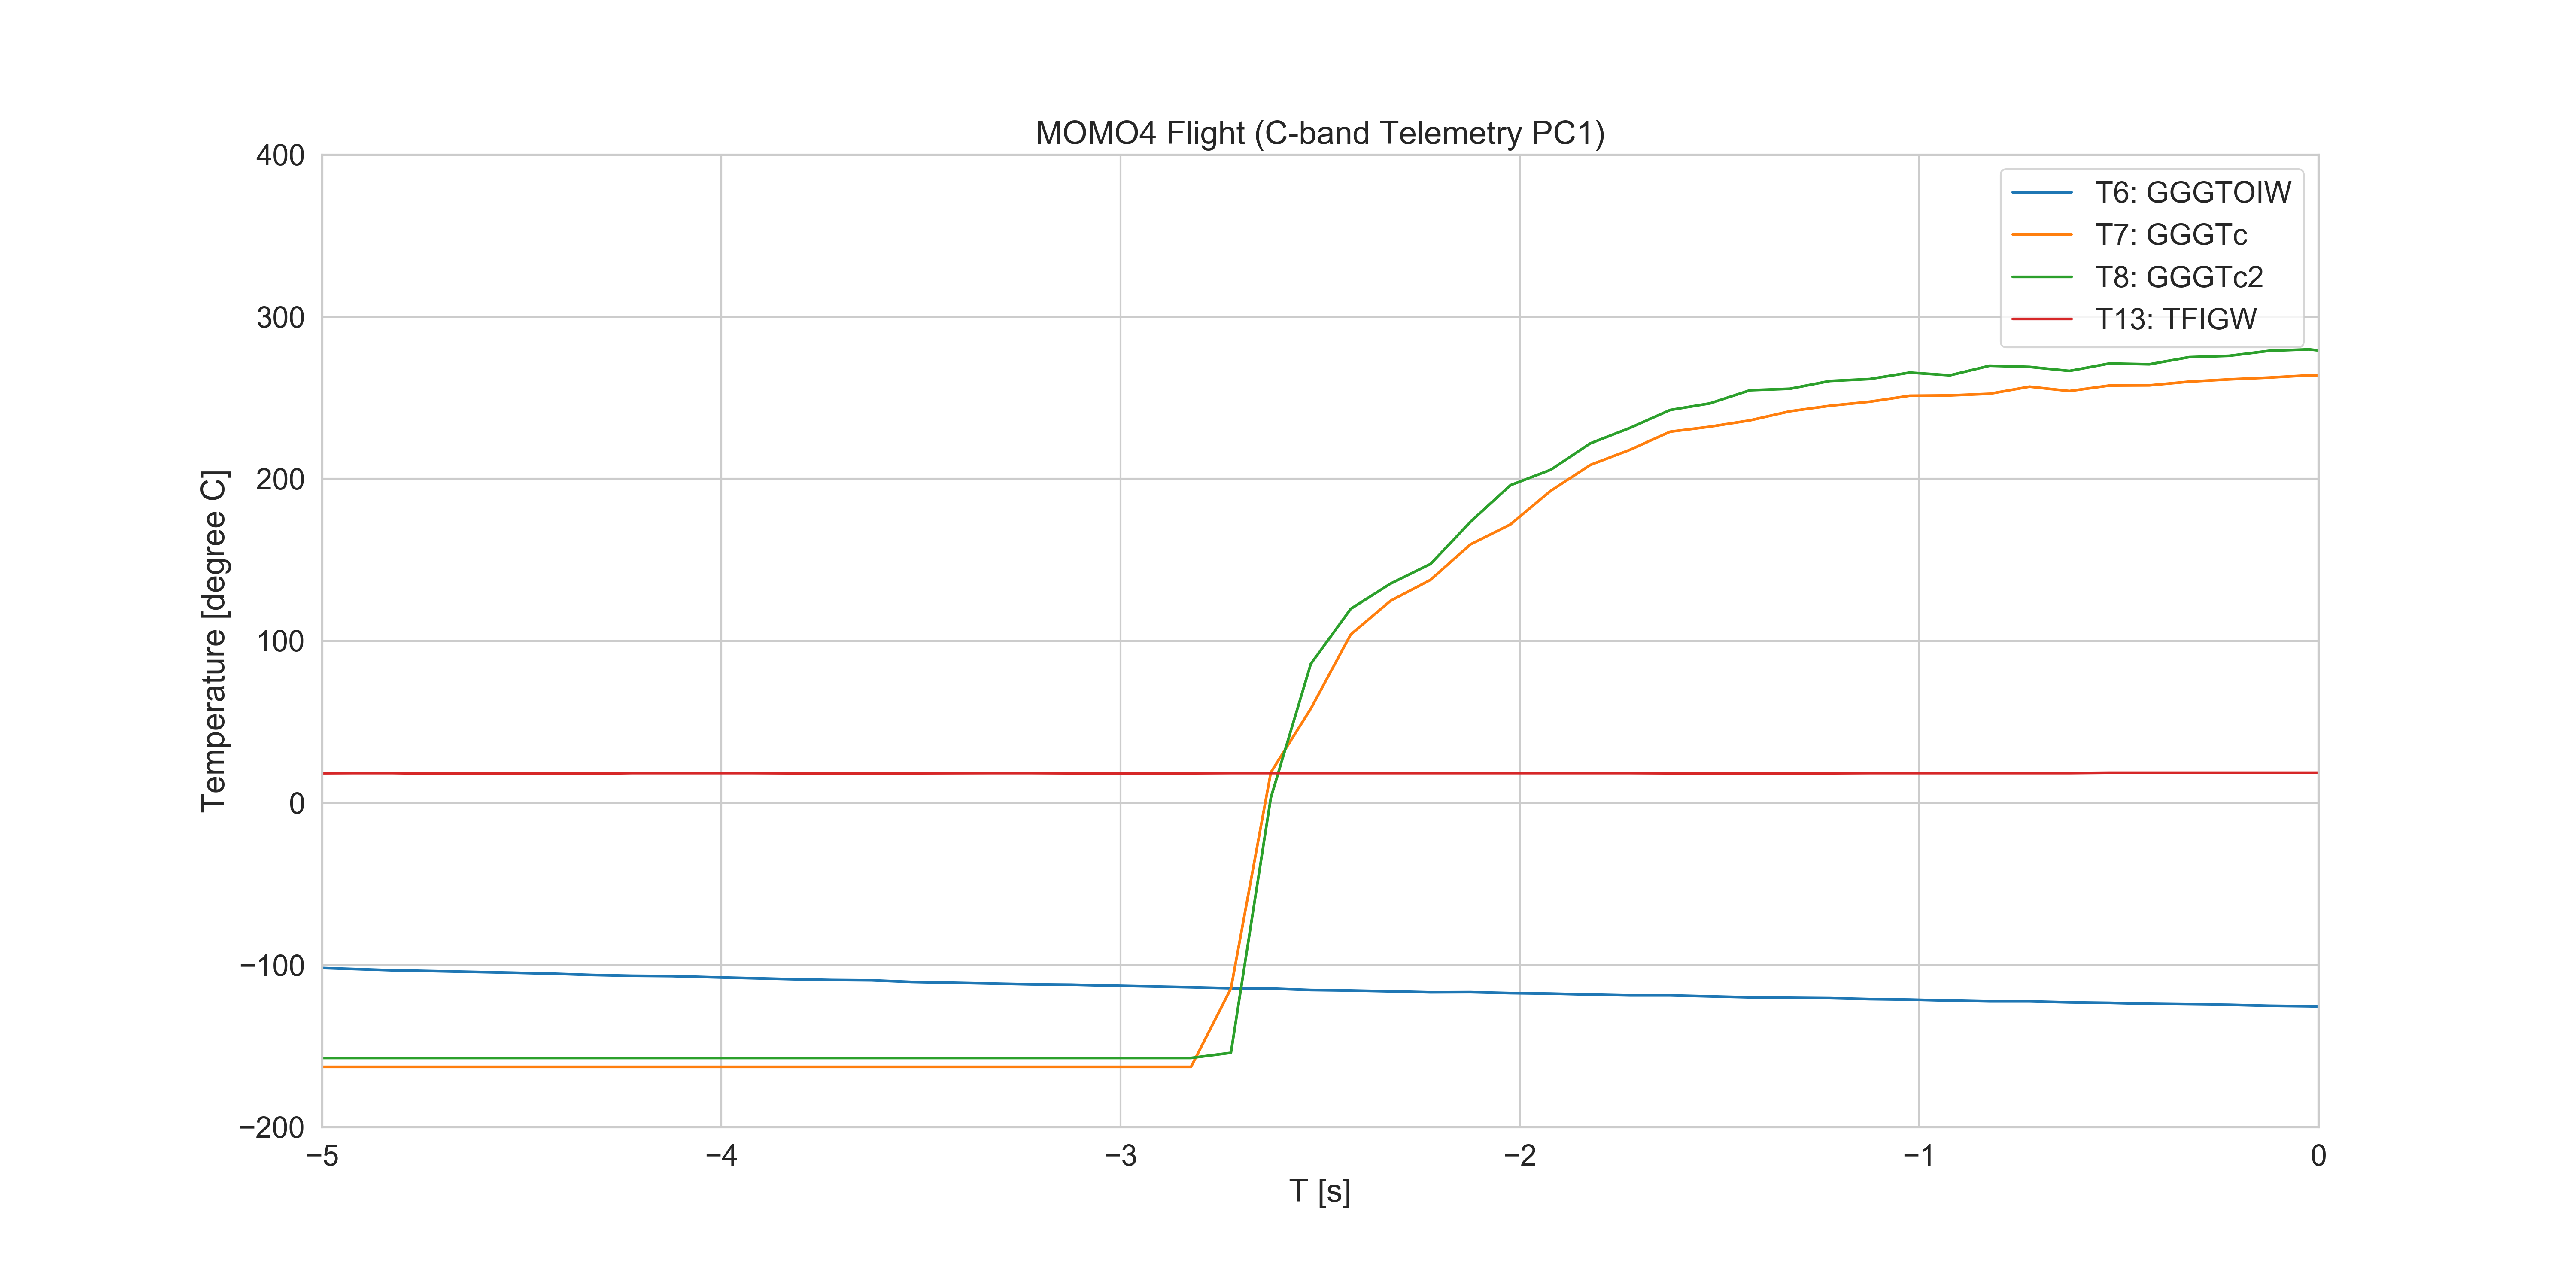 MOMO4 Flight (C-band Telemetry PC1)
400
300
200
100
0
−100
−200
Temperature [degree C]
T6: GGGTOIW
T7: GGGTc
T8: GGGTc2
T13: TFIGW
−5
−4
−3
−2
−1
0
T [s]